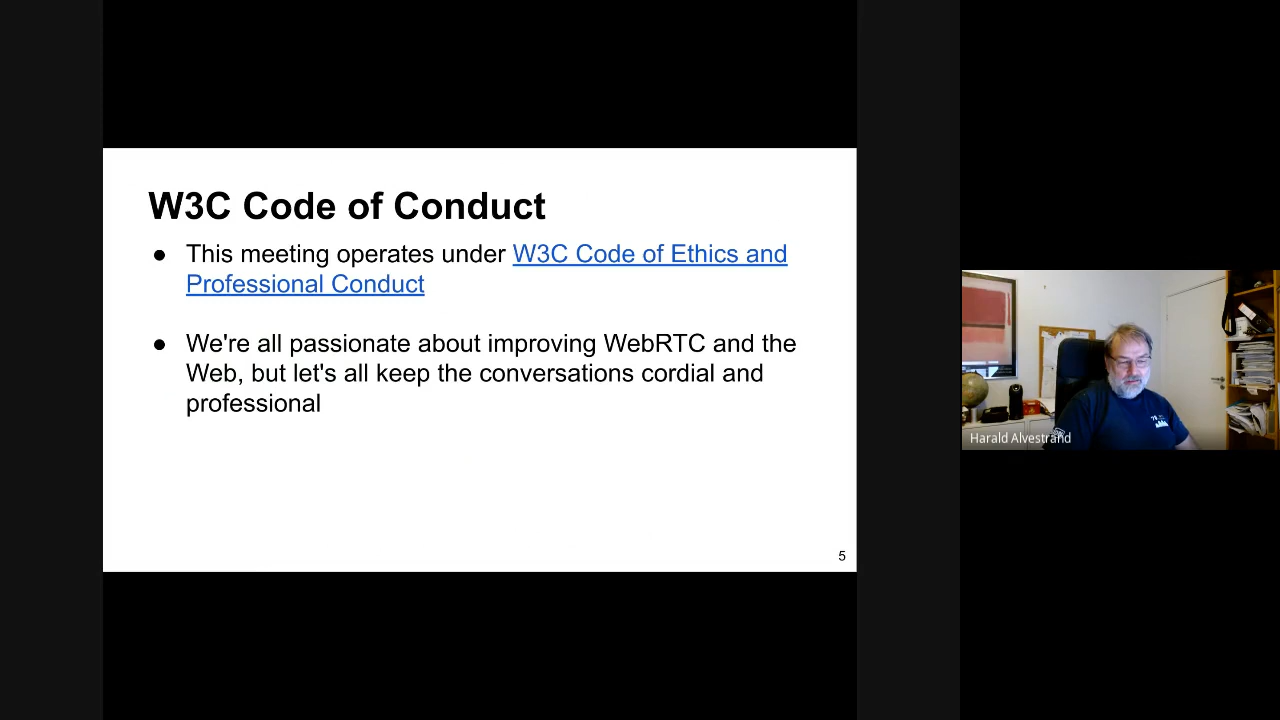 W3C Code of Conduct
● This meeting operates under W3C Code of Ethics and
Professional Conduct
● We're all passionate about improving WebRTC and the
Web, but let's all keep the conversations cordial and
professional
5
Harald Alvestrand